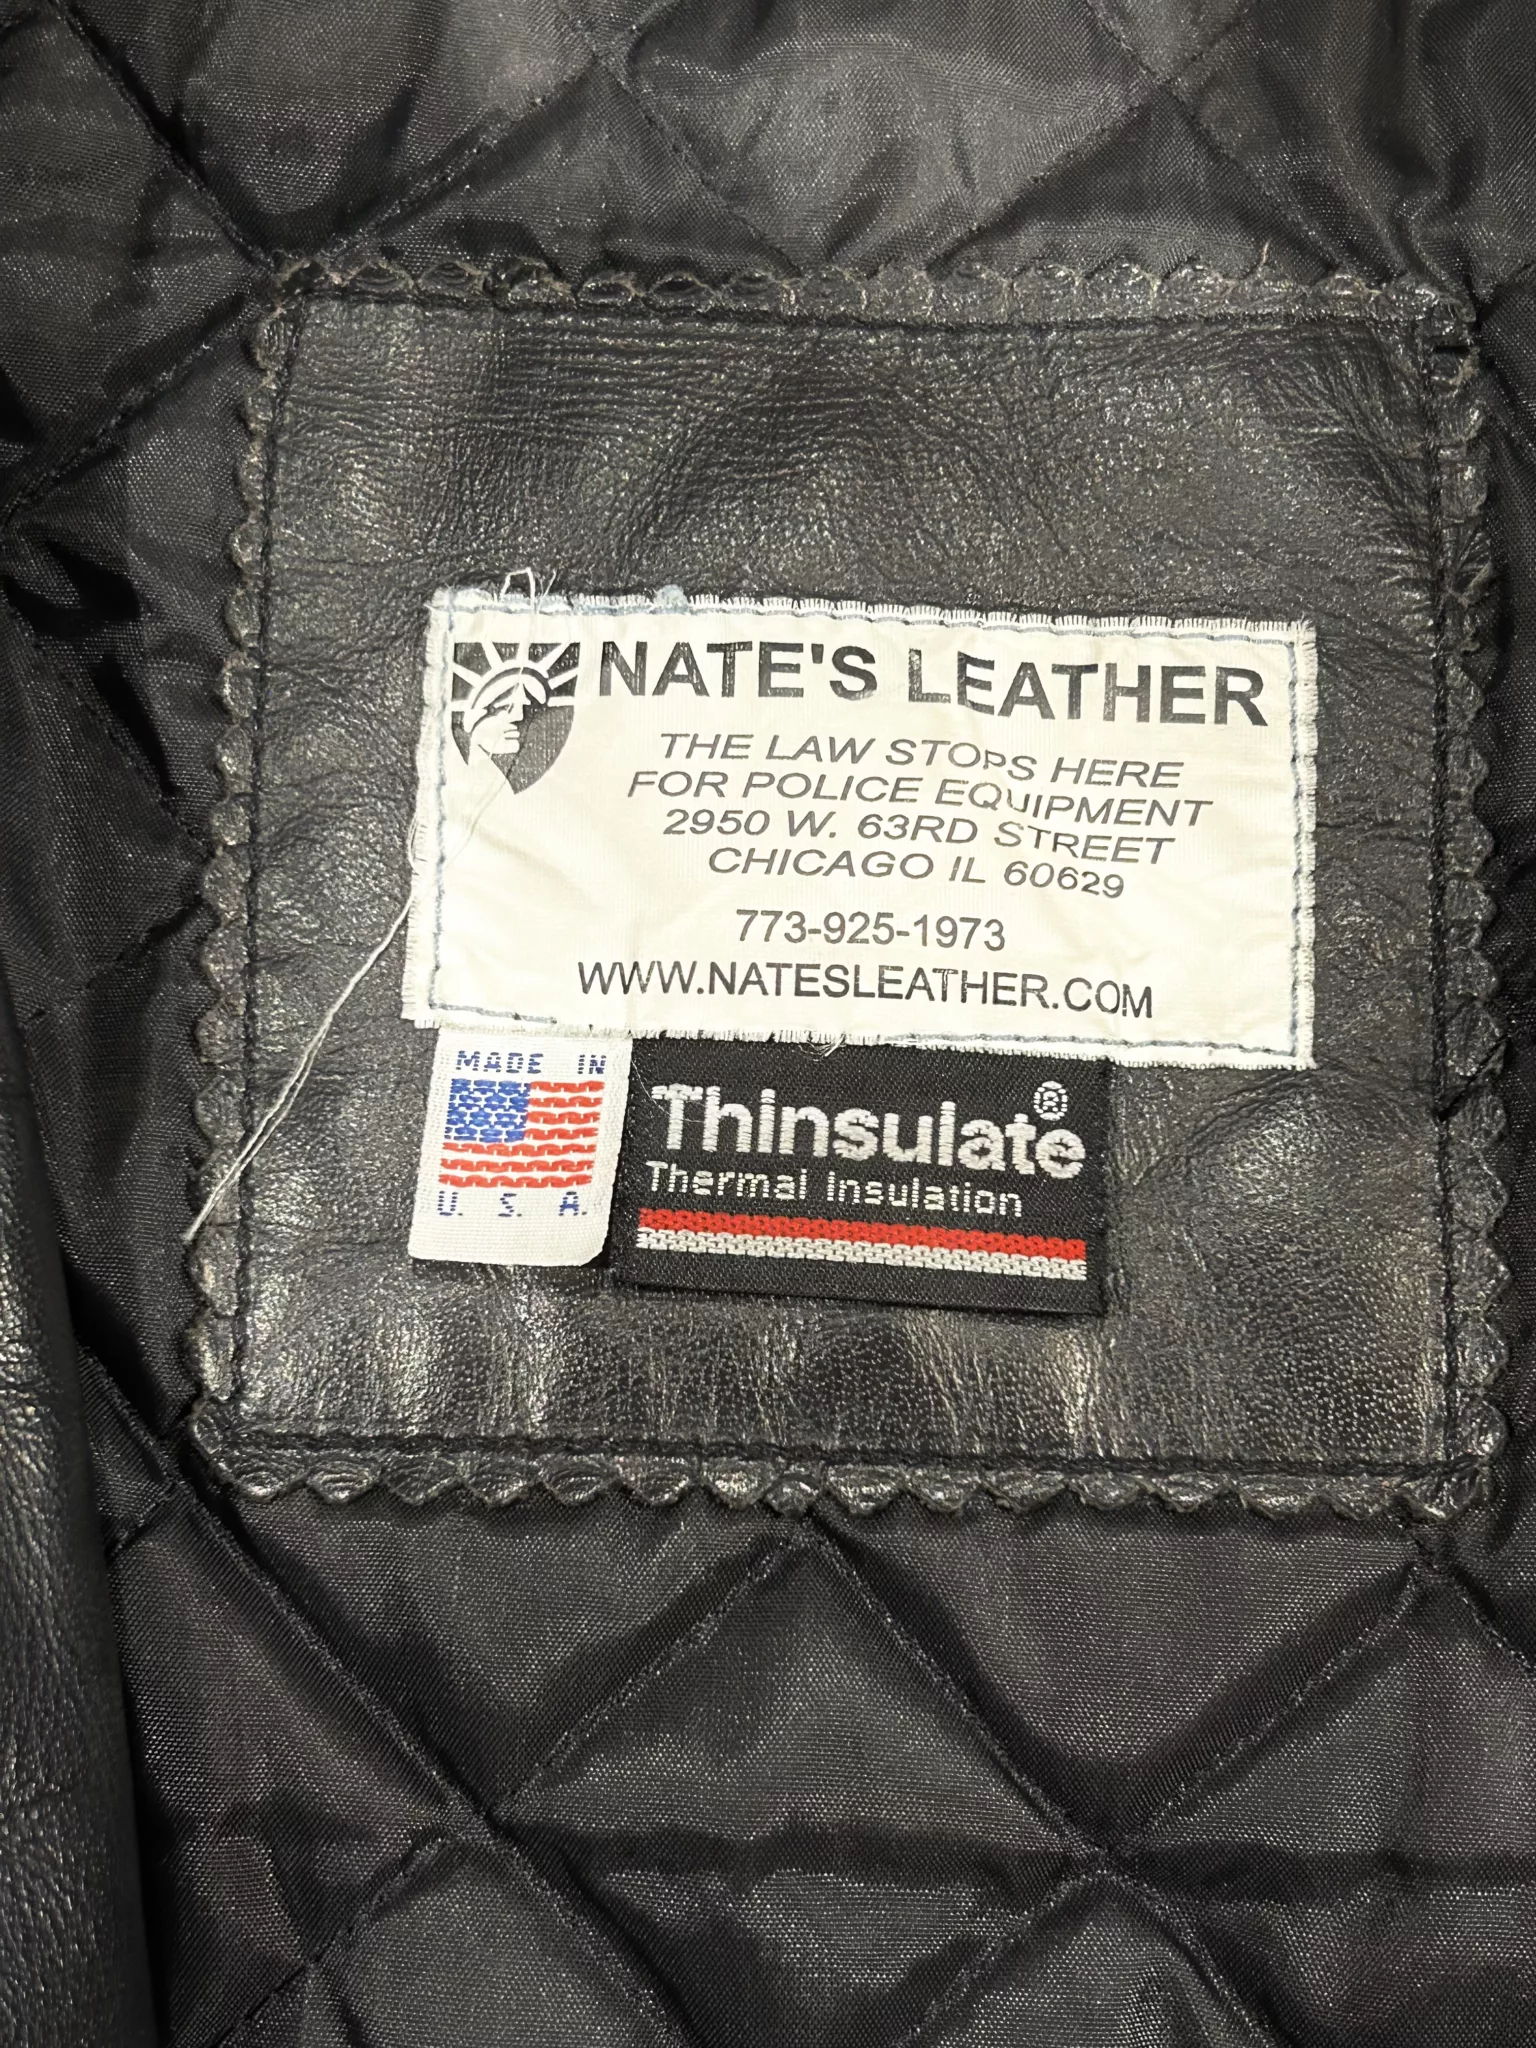 NATE'S LEATHER
THE LAW STOPS HERE
FOR POLICE EQUIPMENT
2950 W. 63RD STREET
CHICAGO IL 60629
773-925-1973
WWW.NATESLEATHER.COM
MADE IN
U. S. A.
Thinsulate®
Thermal Insulation